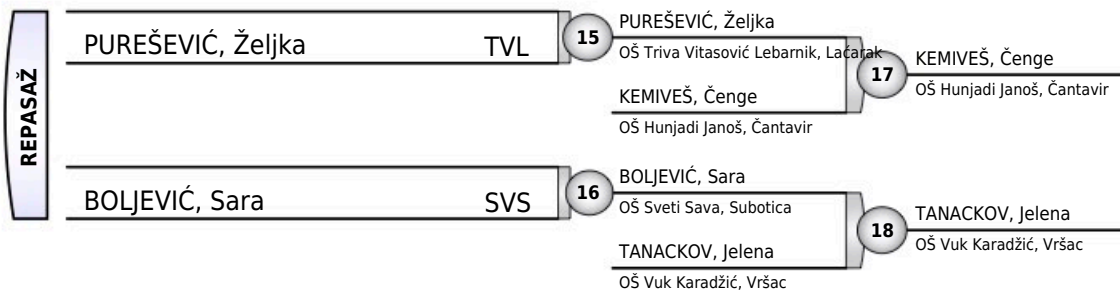 REPASAŽ
PUREŠEVIĆ, Željka TVL
15
PUREŠEVIĆ, Željka
OŠ Triva Vitasović Lebarnik, Laćarak
KEMIVEŠ, Čenge
OŠ Hunjadi Janoš, Čantavir
17
KEMIVEŠ, Čenge
OŠ Hunjadi Janoš, Čantavir
BOLJEVIĆ, Sara SVS
16
BOLJEVIĆ, Sara
OŠ Sveti Sava, Subotica
TANACKOV, Jelena
OŠ Vuk Karadžić, Vršac
18
TANACKOV, Jelena
OŠ Vuk Karadžić, Vršac